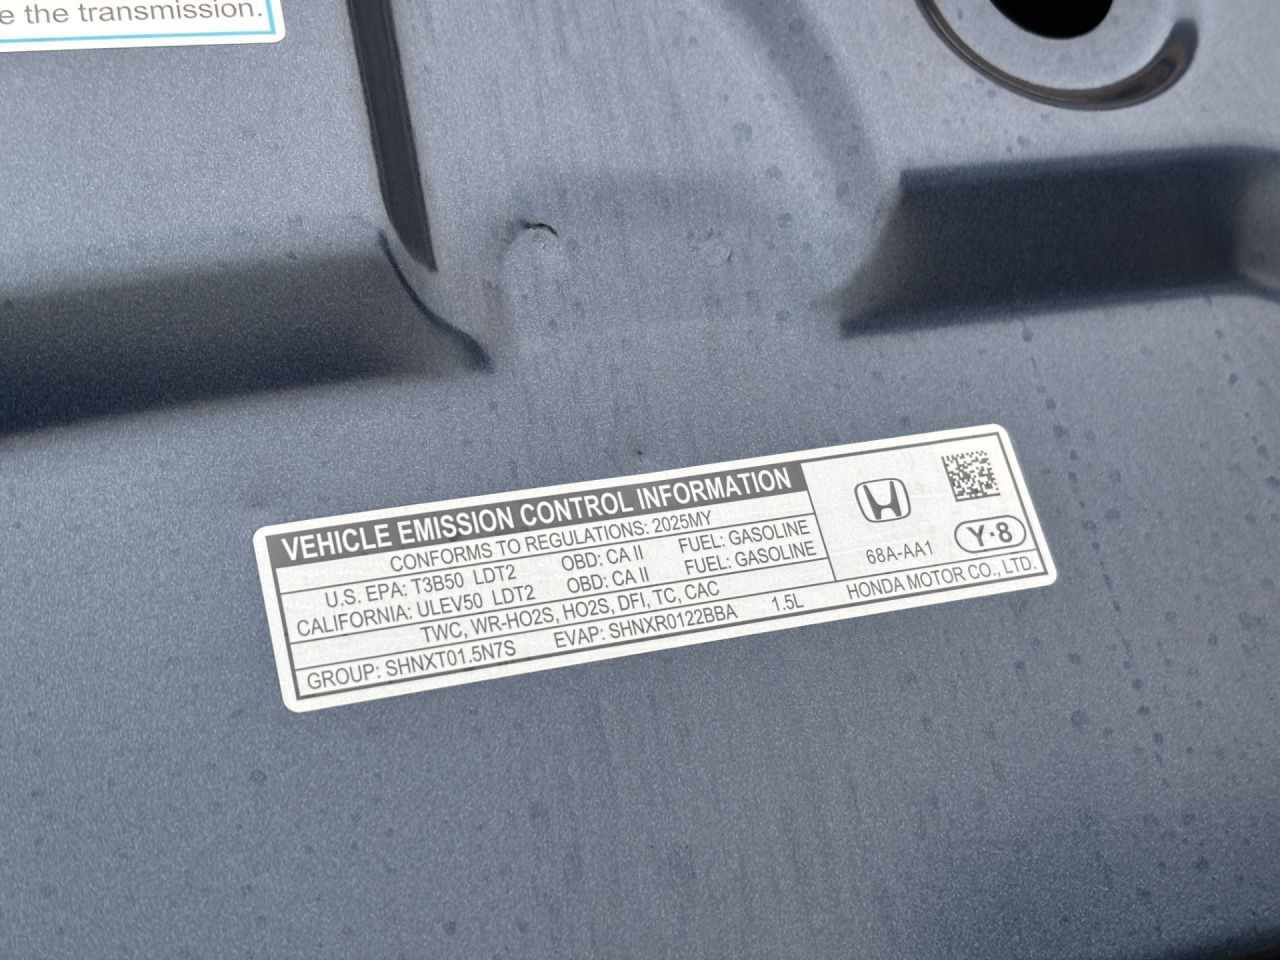 e the transmission.
VEHICLE EMISSION CONTROL INFORMATION
CONFORMS TO REGULATIONS: 2025MY
U.S. EPA: T3B50 LDT2 OBD: CA II FUEL: GASOLINE
CALIFORNIA: ULEV50 LDT2 OBD: CA II FUEL: GASOLINE
TWC, WR-HO2S, HO2S, DFI, TC, CAC
GROUP: SHNXT01.5N7S EVAP: SHNXR0122BBA 1.5L
68A-AA1
Y·8
HONDA MOTOR CO., LTD.